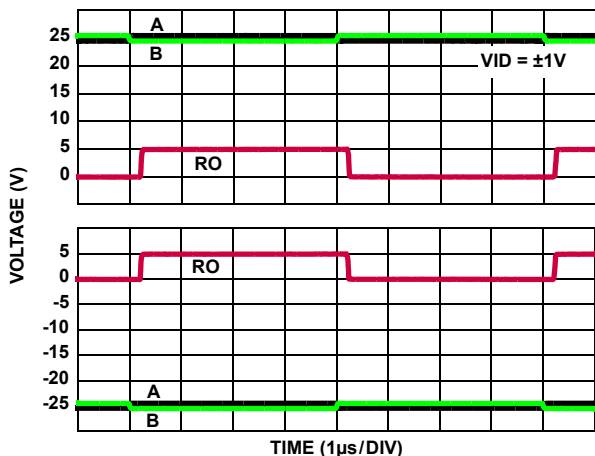 25
A
B
VID = ±1V
20
15
10
5
RO
0
VOLTAGE (V)
5
RO
0
-5
-10
-15
-20
A
-25
B
TIME (1µs/DIV)